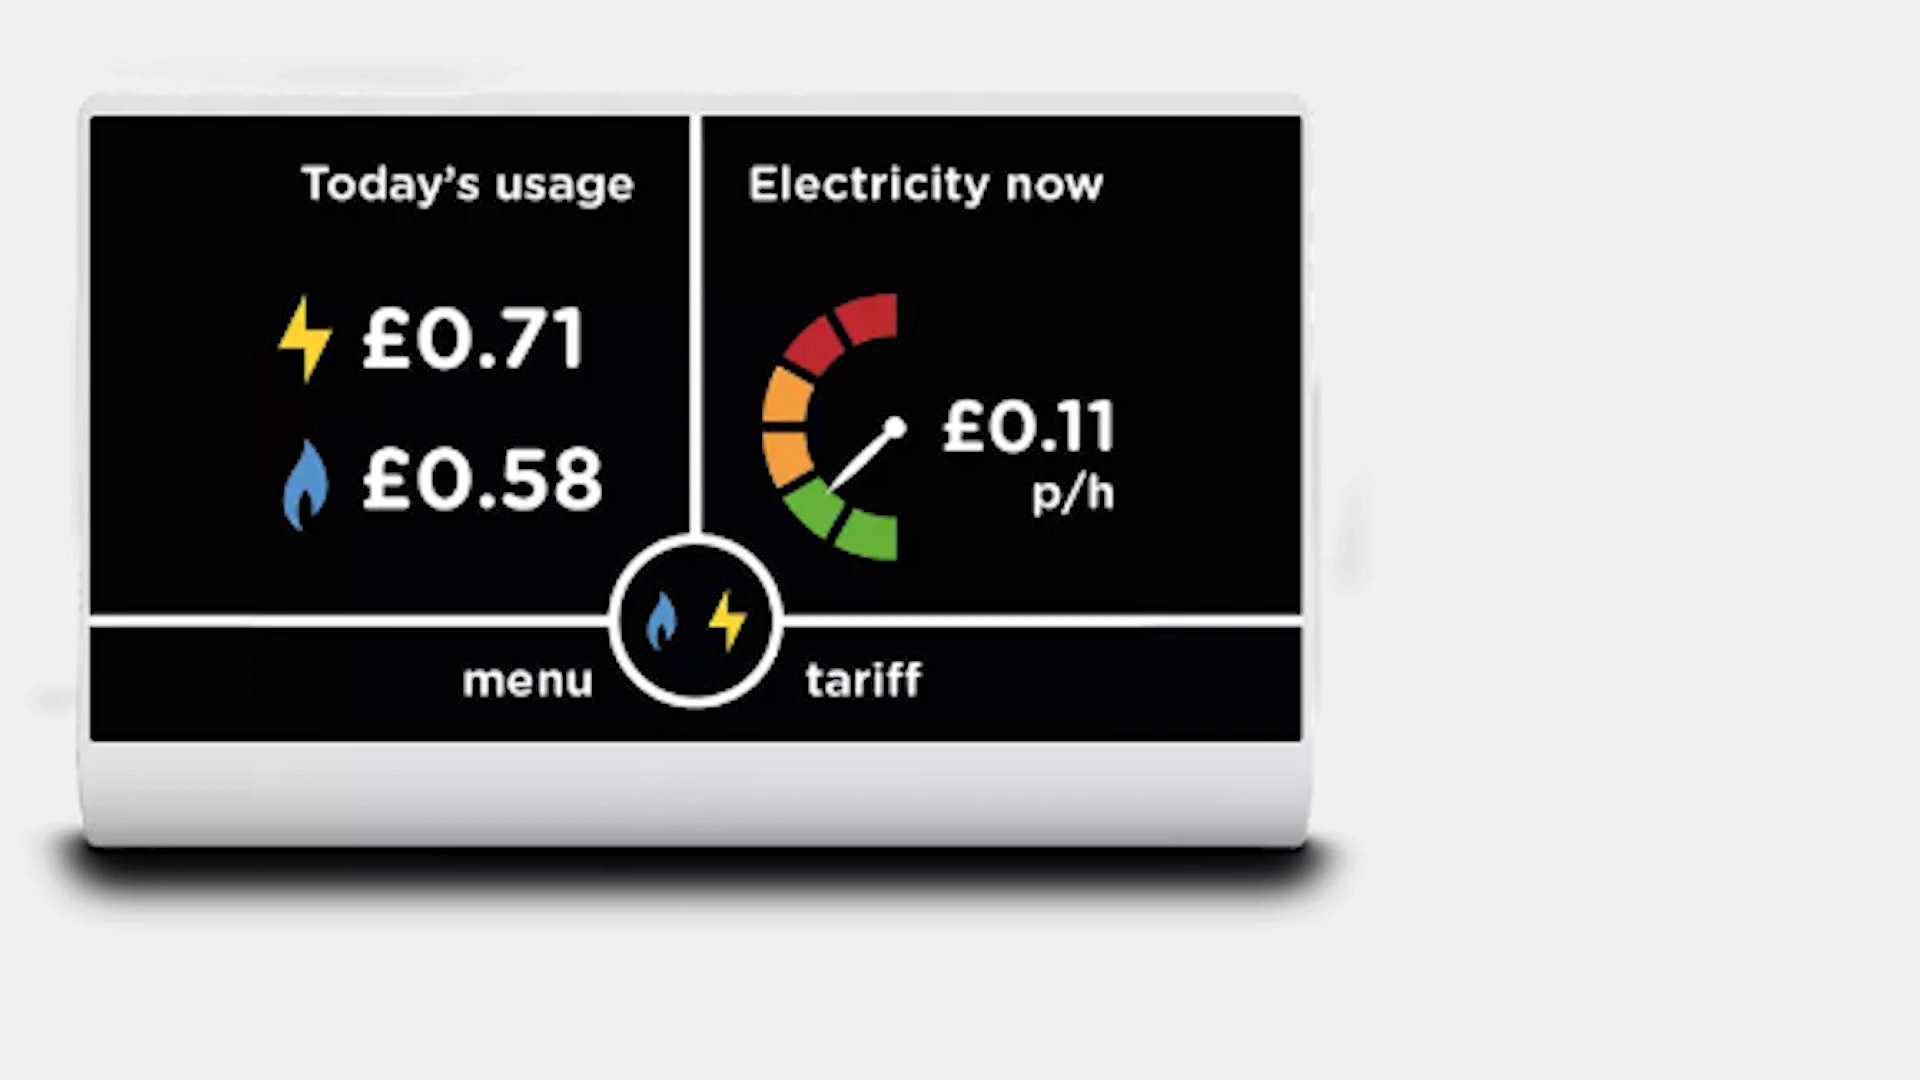 Today’s usage
£0.71
£0.58
Electricity now
£0.11
p/h
menu
tariff